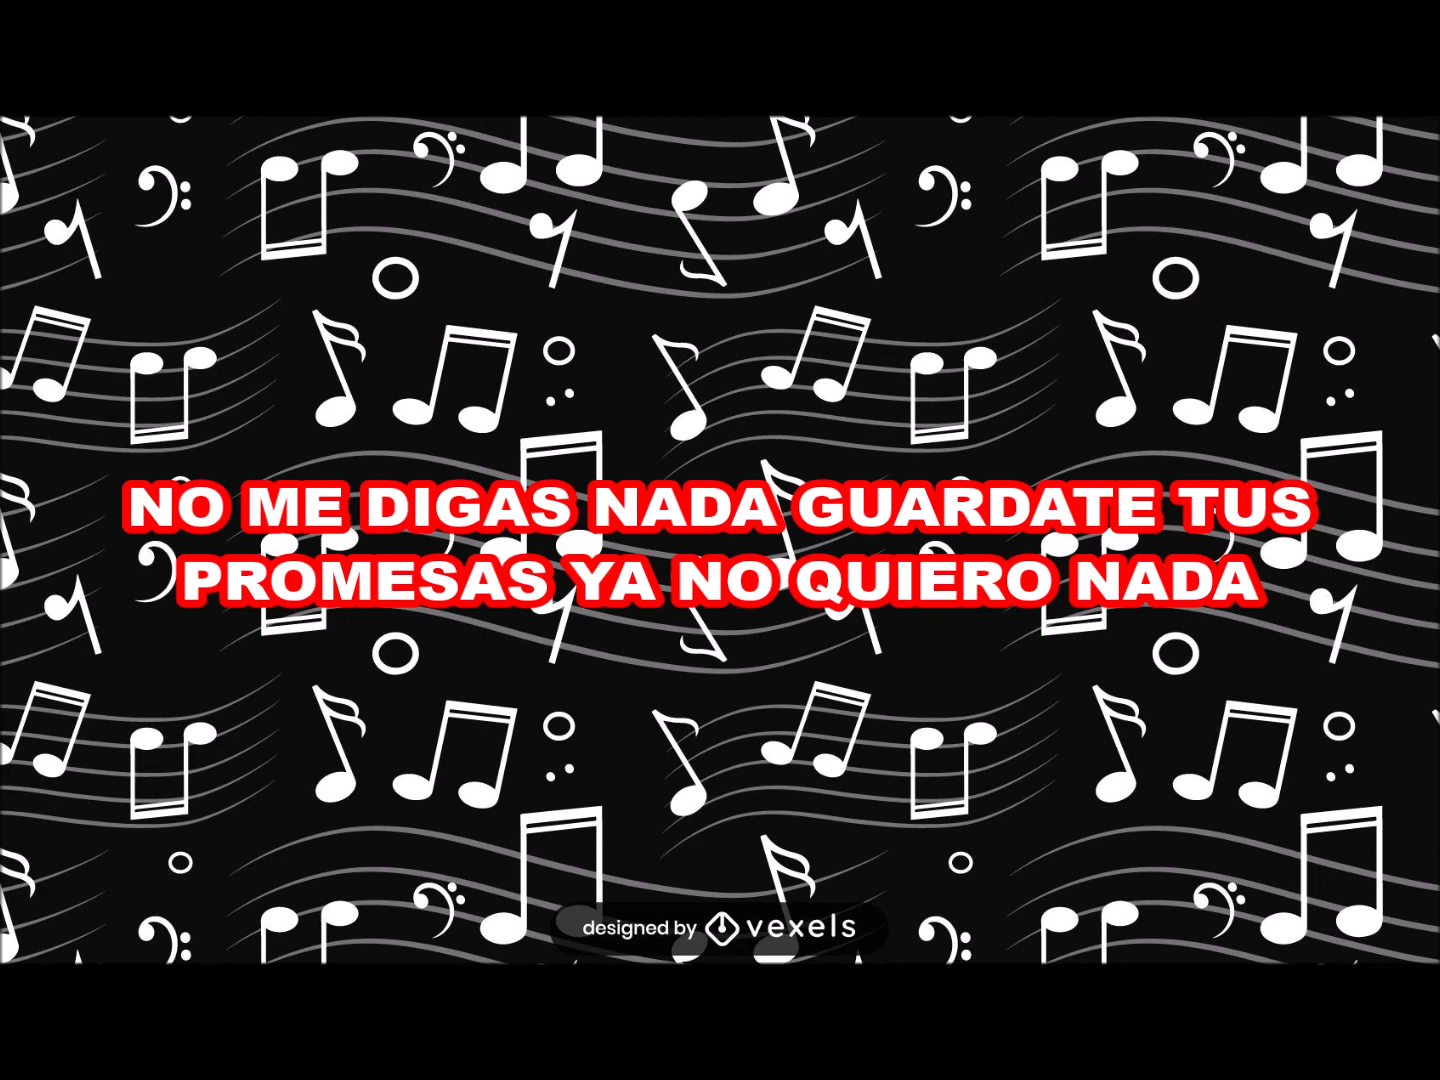 NO ME DIGAS NADA GUARDATE TUS
PROMESAS YA NO QUIERO NADA
designed by vexels